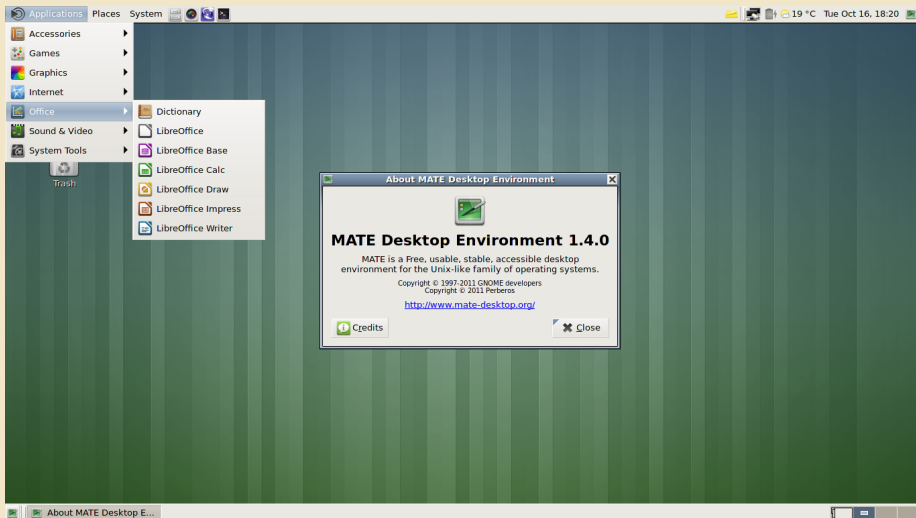 Applications Places System 19 °C Tue Oct 16, 18:20
Accessories
Games
Graphics
Internet
Office
Sound & Video
System Tools
Dictionary
LibreOffice
LibreOffice Base
LibreOffice Calc
LibreOffice Draw
LibreOffice Impress
LibreOffice Writer
Trash
About MATE Desktop Environment
MATE Desktop Environment 1.4.0
MATE is a Free, usable, stable, accessible desktop
environment for the Unix-like family of operating systems.
Copyright © 1997-2011 GNOME developers
Copyright © 2011 Perberos
http://www.mate-desktop.org/
Credits Close
About MATE Desktop E...